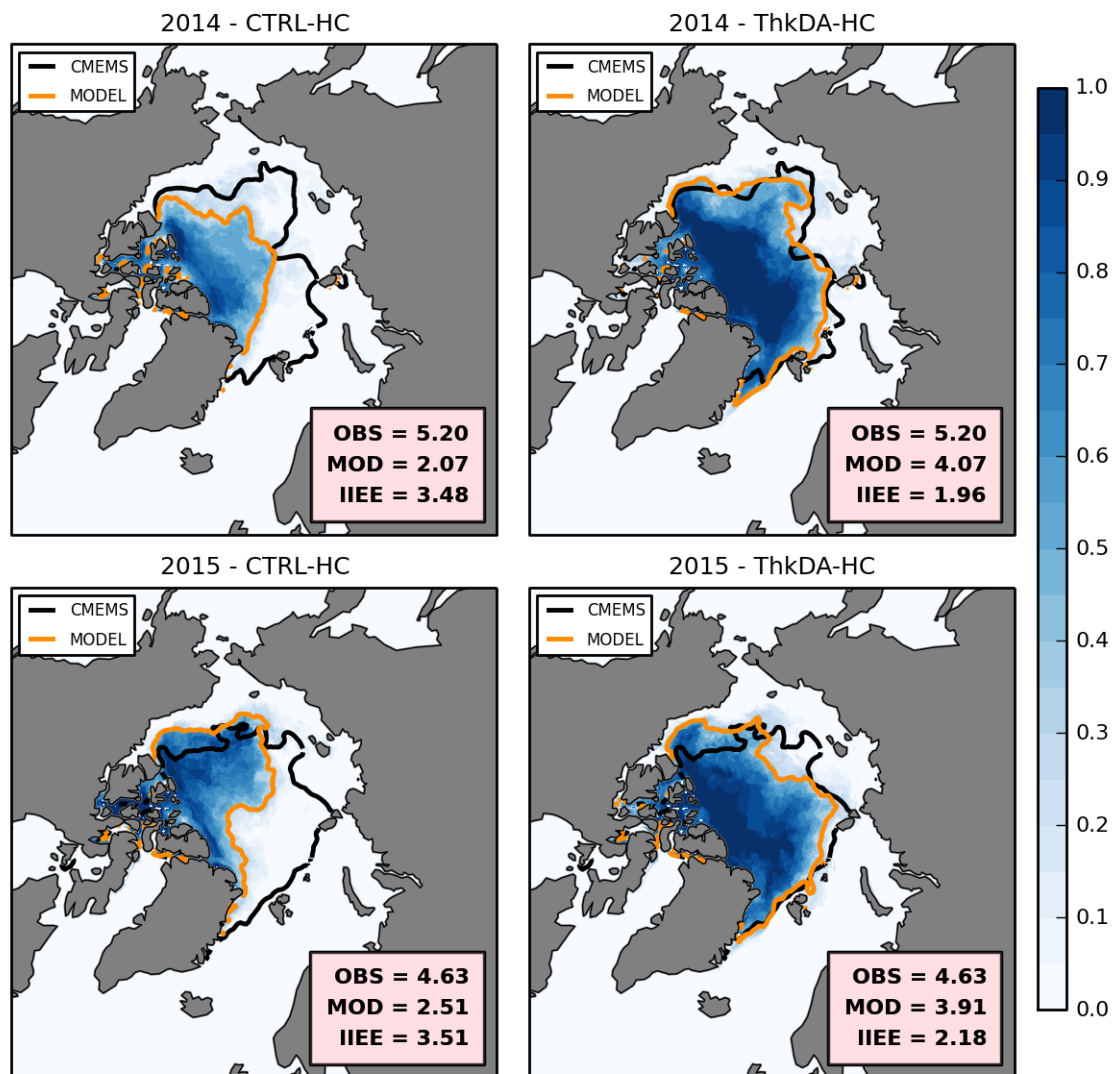 2014 - CTRL-HC
CMEMS
MODEL
OBS = 5.20
MOD = 2.07
IIEE = 3.48
2014 - ThkDA-HC
CMEMS
MODEL
OBS = 5.20
MOD = 4.07
IIEE = 1.96
2015 - CTRL-HC
CMEMS
MODEL
OBS = 4.63
MOD = 2.51
IIEE = 3.51
2015 - ThkDA-HC
CMEMS
MODEL
OBS = 4.63
MOD = 3.91
IIEE = 2.18
1.0
0.9
0.8
0.7
0.6
0.5
0.4
0.3
0.2
0.1
0.0